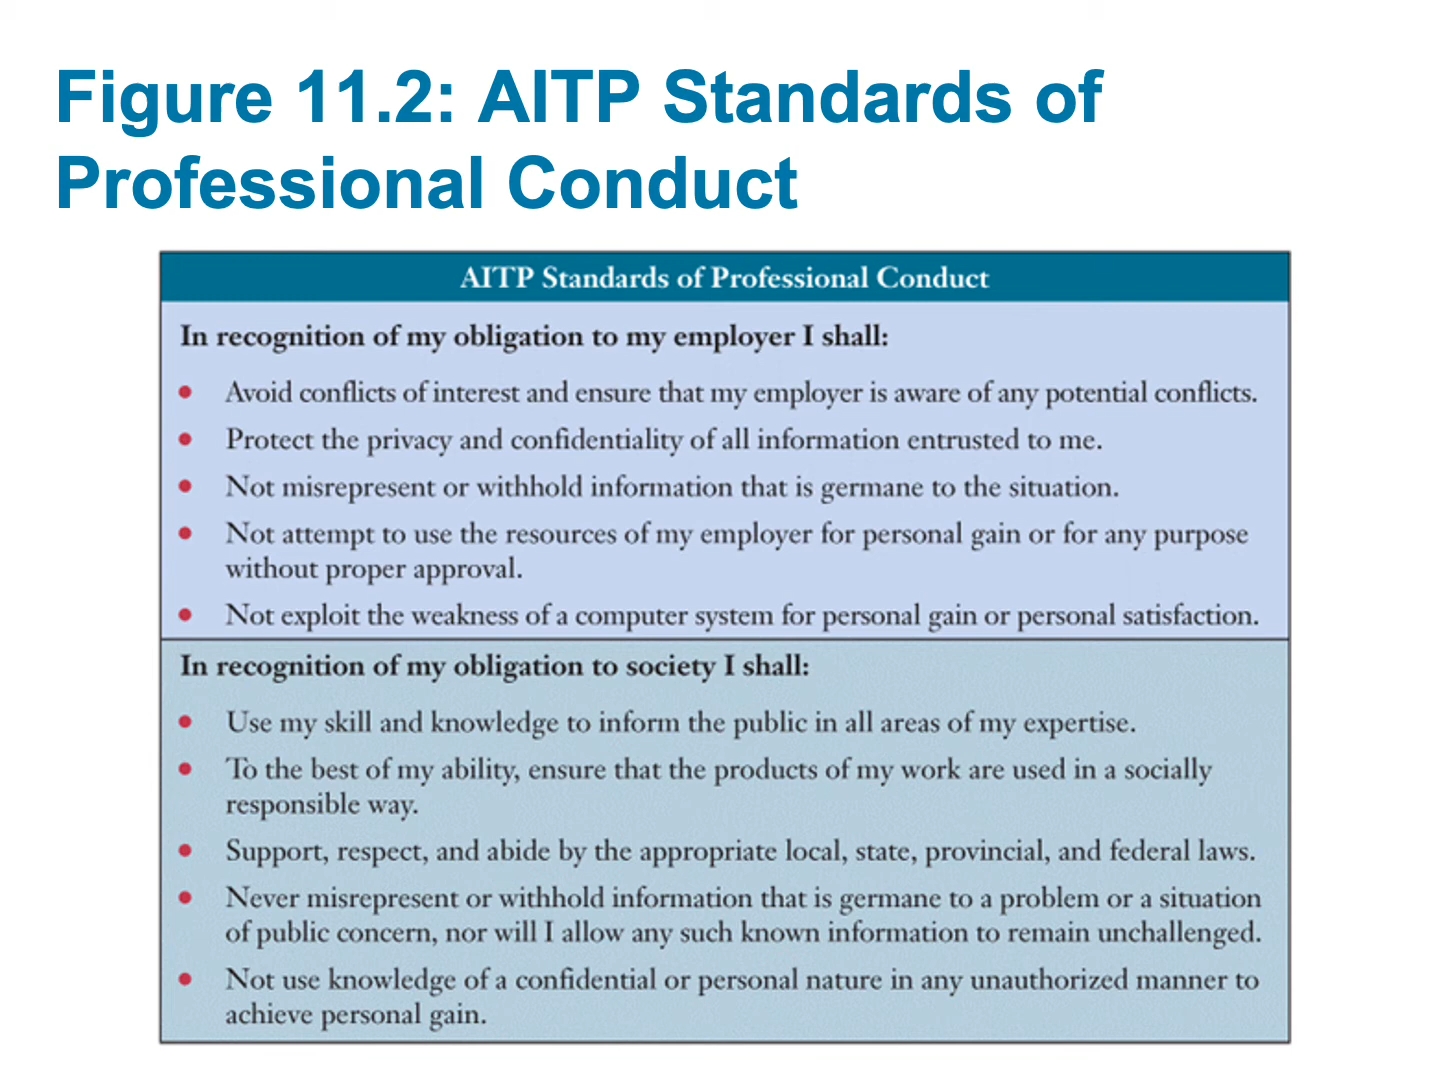 Figure 11.2: AITP Standards of
Professional Conduct
AITP Standards of Professional Conduct
In recognition of my obligation to my employer I shall:
• Avoid conflicts of interest and ensure that my employer is aware of any potential conflicts.
• Protect the privacy and confidentiality of all information entrusted to me.
• Not misrepresent or withhold information that is germane to the situation.
• Not attempt to use the resources of my employer for personal gain or for any purpose
without proper approval.
• Not exploit the weakness of a computer system for personal gain or personal satisfaction.
In recognition of my obligation to society I shall:
• Use my skill and knowledge to inform the public in all areas of my expertise.
• To the best of my ability, ensure that the products of my work are used in a socially
responsible way.
• Support, respect, and abide by the appropriate local, state, provincial, and federal laws.
• Never misrepresent or withhold information that is germane to a problem or a situation
of public concern, nor will I allow any such known information to remain unchallenged.
• Not use knowledge of a confidential or personal nature in any unauthorized manner to
achieve personal gain.